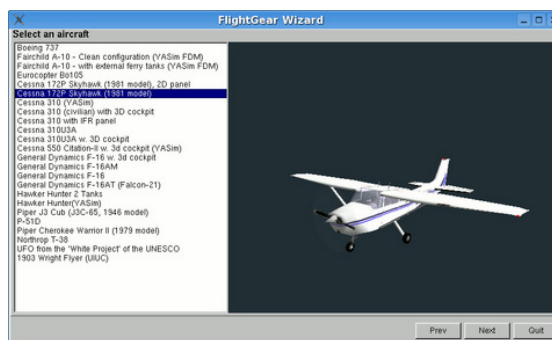 FlightGear Wizard
Select an aircraft
Boeing 737
Fairchild A-10 - Clean configuration (YASim FDM)
Fairchild A-10 - with external ferry tanks (YASim FDM)
Eurocopter Bo105
Cessna 172P Skyhawk (1981 model), 2D panel
Cessna 172P Skyhawk (1981 model)
Cessna 310 (YASim)
Cessna 310 (civilian) with 3D cockpit
Cessna 310 with IFR panel
Cessna 310U3A
Cessna 310U3A w. 3D cockpit
Cessna 550 Citation-II w. 3d cockpit (YASim)
General Dynamics F-16 w. 3d cockpit
General Dynamics F-16AM
General Dynamics F-16
General Dynamics F-16AT (Falcon-21)
Hawker Hunter 2 Tanks
Hawker Hunter(YASim)
Piper J3 Cub (J3C-65, 1946 model)
P-51D
Piper Cherokee Warrior II (1979 model)
Northrop T-38
UFO from the 'White Project' of the UNESCO
1903 Wright Flyer (UIUC)
Prev Next Quit